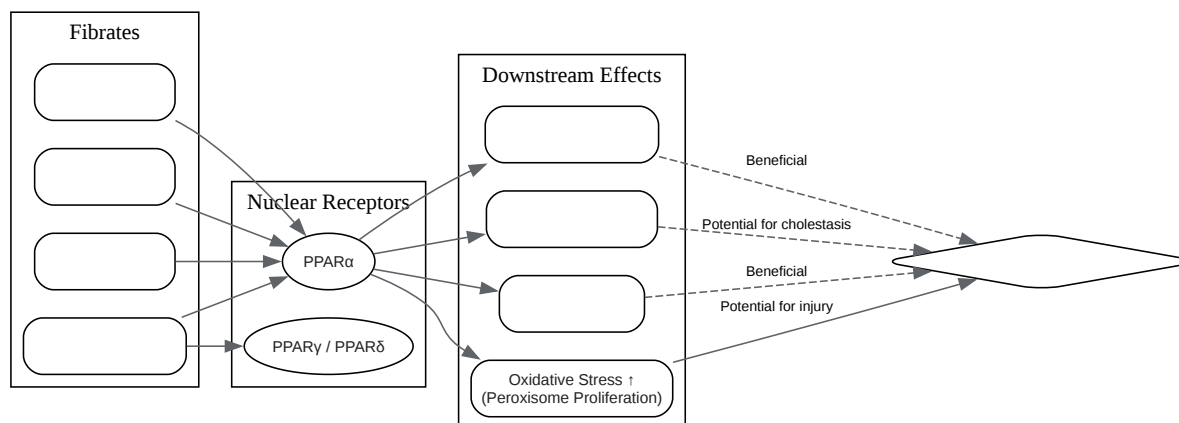 Fibrates
Nuclear Receptors
PPARα
PPARγ / PPARδ
Downstream Effects
Oxidative Stress ↑
(Peroxisome Proliferation)
Beneficial
Potential for cholestasis
Beneficial
Potential for injury